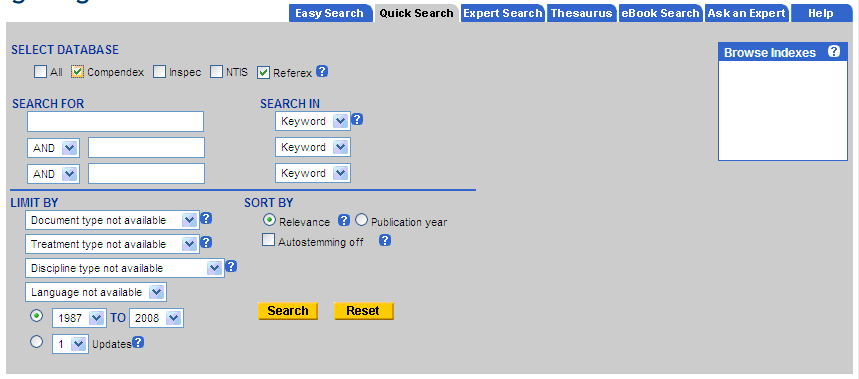 Easy Search Quick Search Expert Search Thesaurus eBook Search Ask an Expert Help
SELECT DATABASE
All Compendex Inspec NTIS Referex ?
Browse Indexes ?
SEARCH FOR SEARCH IN
Keyword ?
AND Keyword
AND Keyword
LIMIT BY SORT BY
Document type not available ? Relevance ? Publication year
Treatment type not available ? Autostemming off ?
Discipline type not available ?
Language not available
1987 TO 2008 Search Reset
1 Updates ?